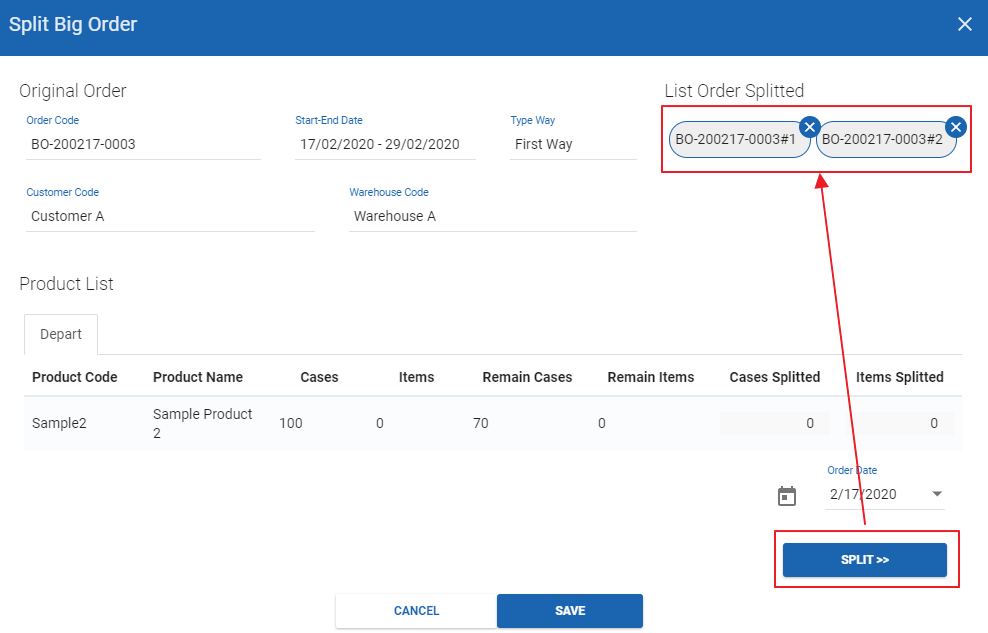 Split Big Order
Original Order
List Order Splitted
Order Code
Start-End Date
Type Way
BO-200217-0003
17/02/2020 - 29/02/2020
First Way
BO-200217-0003#1
BO-200217-0003#2
Customer Code
Warehouse Code
Customer A
Warehouse A
Product List
Depart
Product Code Product Name Cases Items Remain Cases Remain Items Cases Splitted Items Splitted
Sample2 Sample Product 100 0 70 0 0 0
2
Order Date
2/17/2020
SPLIT >>
CANCEL
SAVE